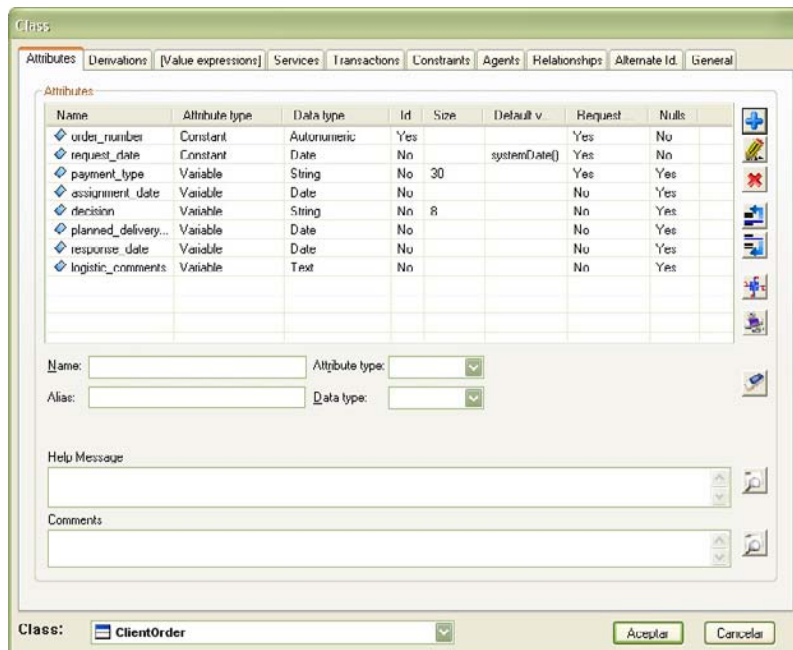 Class
Attributes Derivations [Value expressions] Services Transactions Constraints Agents Relationships Alternate Id. General
Attributes
Name Attribute type Data type Id Size Default v... Request... Nulls
order_number Constant Autonumeric Yes Yes No
request_date Constant Date No systemDate() Yes No
payment_type Variable String No 30 Yes Yes
assignment_date Variable Date No No Yes
decision Variable String No 8 No Yes
planned_delivery... Variable Date No No Yes
response_date Variable Date No No Yes
logistic_comments Variable Text No No Yes
Name: Attribute type:
Alias: Data type:
Help Message
Comments
Class: ClientOrder Aceptar Cancelar